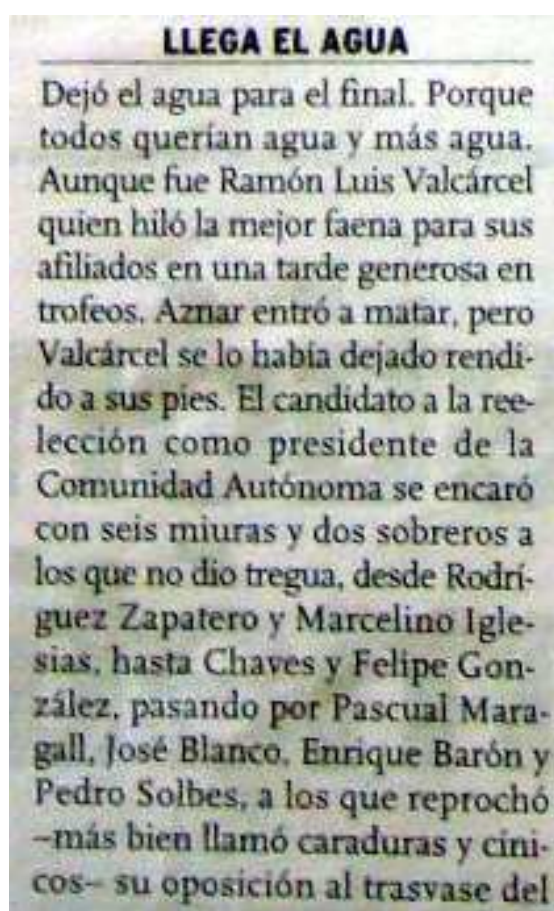 LLEGA EL AGUA
Dejó el agua para el final. Porque
todos querían agua y más agua.
Aunque fue Ramón Luis Valcárcel
quien hiló la mejor faena para sus
afiliados en una tarde generosa en
trofeos. Aznar entró a matar, pero
Valcárcel se lo había dejado rendi-
do a sus pies. El candidato a la ree-
lección como presidente de la
Comunidad Autónoma se encaró
con seis miuras y dos sobreros a
los que no dio tregua, desde Rodrí-
guez Zapatero y Marcelino Igle-
sias, hasta Chaves y Felipe Gon-
zález, pasando por Pascual Mara-
gall, José Blanco, Enrique Barón y
Pedro Solbes, a los que reprochó
–más bien llamó caraduras y cíni-
cos– su oposición al trasvase del